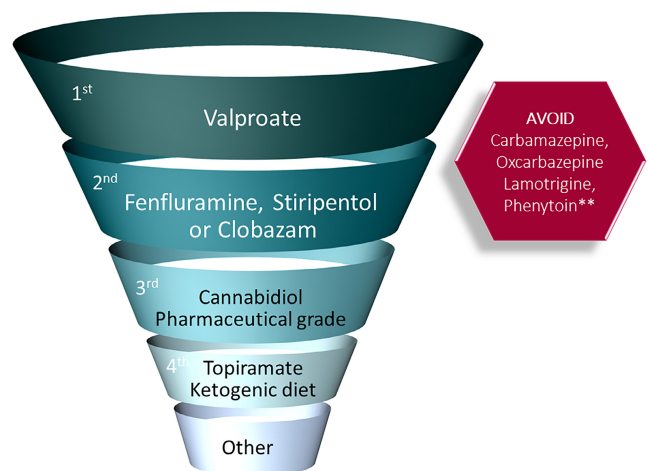 1st
Valproate
2nd
Fenfluramine, Stiripentol
or Clobazam
3rd
Cannabidiol
Pharmaceutical grade
4th
Topiramate
Ketogenic diet
Other
AVOID
Carbamazepine,
Oxcarbazepine
Lamotrigine,
Phenytoin**